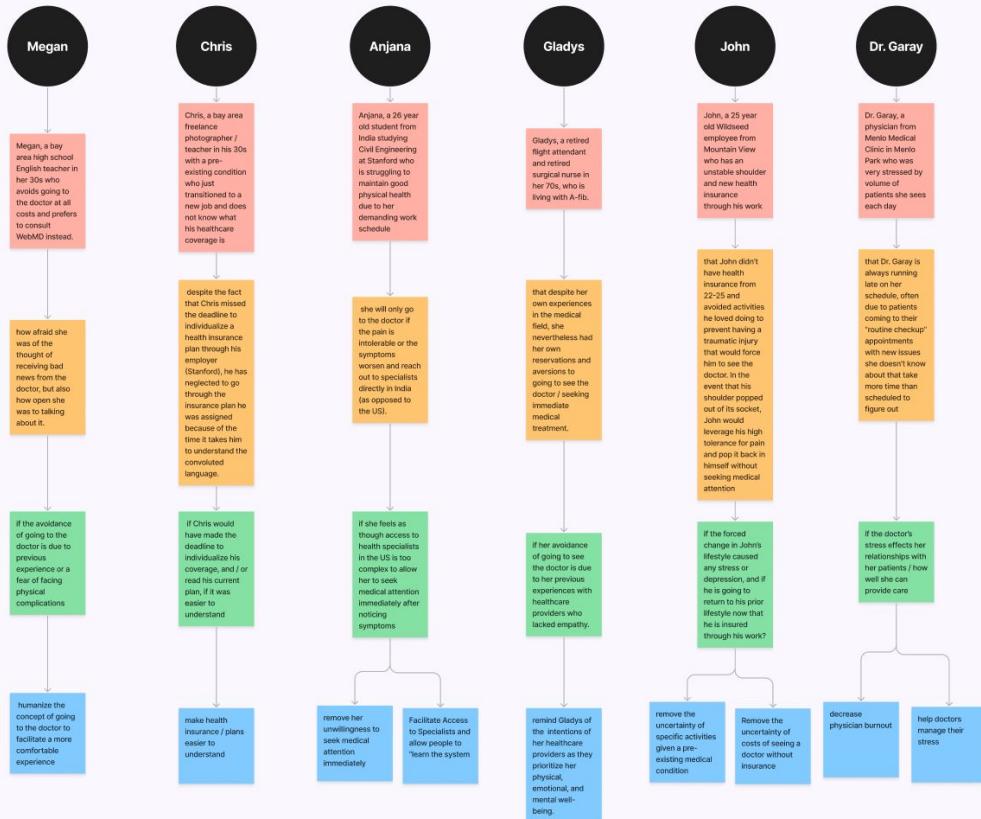 Megan
Chris
Anjana
Gladys
John
Dr. Garay
Megan, a bay
area high school
English teacher in
her 30s who
avoids going to
the doctor at all
costs and prefers
to consult
WebMD instead.
Chris, a bay area
freelance
photographer /
teacher in his 30s
with a pre-
existing condition
who just
transitioned to a
new job and does
not know what
his healthcare
coverage is
Anjana, a 26 year
old student from
India studying
Civil Engineering
at Stanford who
is struggling to
maintain good
physical health
due to her
demanding work
schedule
Gladys, a retired
flight attendant
and retired
surgical nurse in
her 70s, who is
living with A-fib.
John, a 25 year
old Wildseed
employee from
Mountain View
who has an
unstable shoulder
and new health
insurance
through his work
Dr. Garay, a
physician from
Menlo Medical
Clinic in Menlo
Park who was
very stressed by
volume of
patients she sees
each day
how afraid she
was of the
thought of
receiving bad
news from the
doctor, but also
how open she
was to talking
about it.
despite the fact
that Chris missed
the deadline to
individualize a
health insurance
plan through his
employer
(Stanford), he has
neglected to go
through the
insurance plan he
was assigned
because of the
time it takes him
to understand the
convoluted
language.
she will only go
to the doctor if
the pain is
intolerable or the
symptoms
worsen and reach
out to specialists
directly in India
(as opposed to
the US).
that despite her
own experiences
in the medical
field, she
nevertheless had
her own
reservations and
aversions to
going to see the
doctor / seeking
immediate
medical
treatment.
that John didn't
have health
insurance from
22-25 and
avoided activities
he loved doing to
prevent having a
traumatic injury
that would force
him to see the
doctor. In the
event that his
shoulder popped
out of its socket,
John would
leverage his high
tolerance for pain
and pop it back in
himself without
seeking medical
attention
that Dr. Garay is
always running
late on her
schedule, often
due to patients
coming to their
"routine checkup"
appointments
with new issues
she doesn't know
about that take
more time than
scheduled to
figure out
if the avoidance
of going to the
doctor is due to
previous
experience or a
fear of facing
physical
complications
if Chris would
have made the
deadline to
individualize his
coverage, and / or
read his current
plan, if it was
easier to
understand
if she feels as
though access to
health specialists
in the US is too
complex to allow
her to seek
medical attention
immediately after
noticing
symptoms
if her avoidance
of going to see
the doctor is due
to her previous
experiences with
healthcare
providers who
lacked empathy.
if the forced
change in John's
lifestyle caused
any stress or
depression, and if
he is going to
return to his prior
lifestyle now that
he is insured
through his work?
if the doctor's
stress effects her
relationships with
her patients / how
well she can
provide care
humanize the
concept of going
to the doctor to
facilitate a more
comfortable
experience
make health
insurance / plans
easier to
understand
remove her
unwillingness to
seek medical
attention
immediately
Facilitate Access
to Specialists and
allow people to
"learn the system
remind Gladys of
the intentions of
her healthcare
providers as they
prioritize her
physical,
emotional, and
mental well-
being.
remove the
uncertainty of
specific activities
given a pre-
existing medical
condition
Remove the
uncertainty of
costs of seeing a
doctor without
insurance
decrease
physician burnout
help doctors
manage their
stress